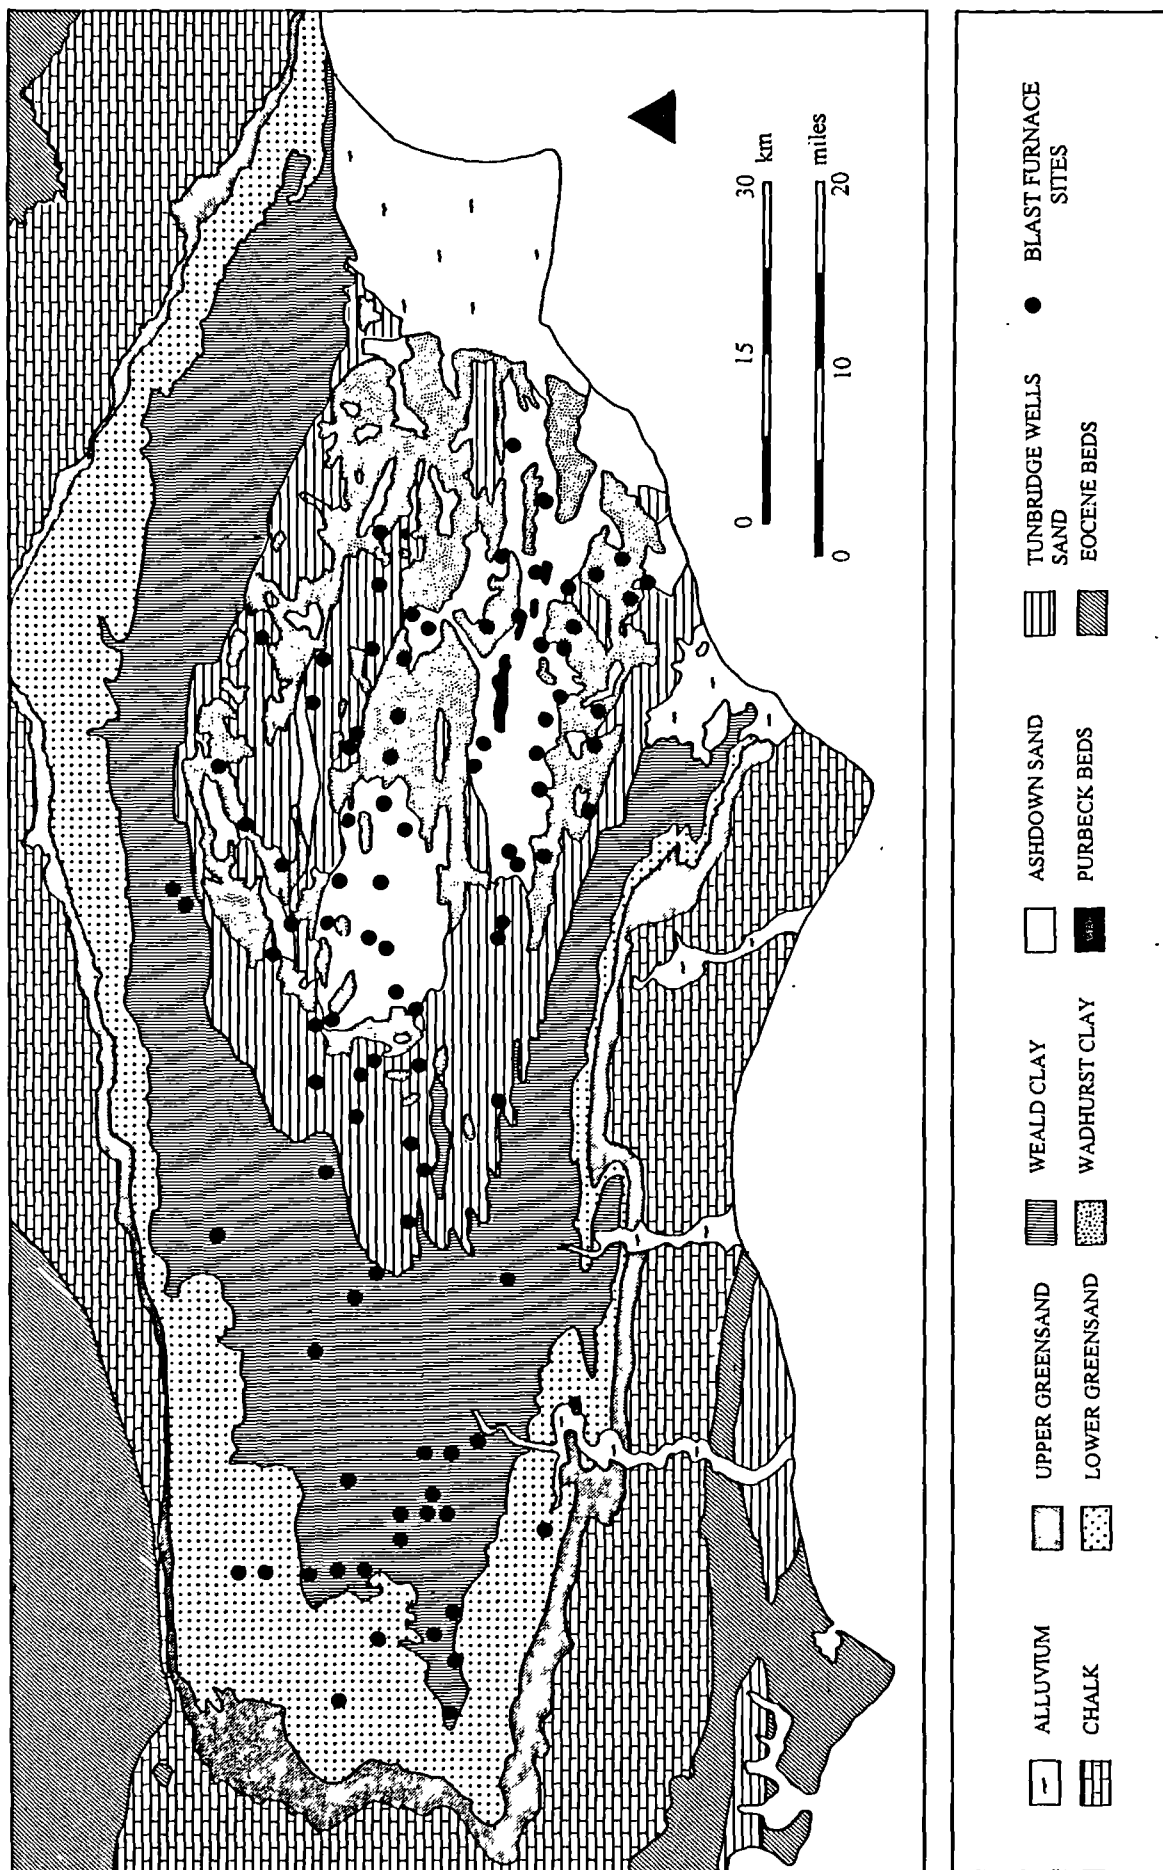 0 15 30 km
0 10 20 miles
ALLUVIUM
CHALK
UPPER GREENSAND
LOWER GREENSAND
WEALD CLAY
WADHURST CLAY
ASHDOWN SAND
PURBECK BEDS
TUNBRIDGE WELLS
SAND
EOCENE BEDS
BLAST FURNACE
SITES